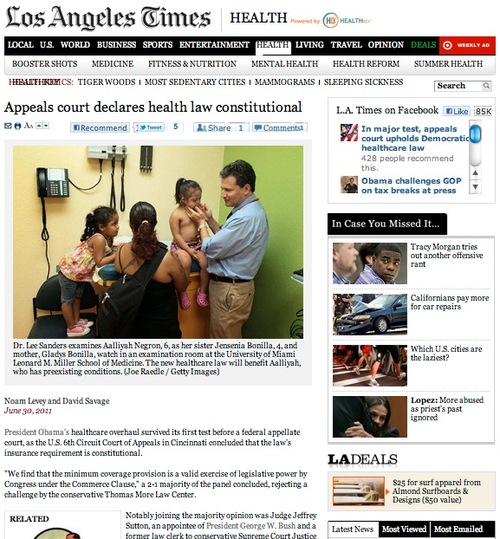 Los Angeles Times
HEALTH
Powered by HEALTHKEY
LOCAL U.S. WORLD BUSINESS SPORTS ENTERTAINMENT HEALTH LIVING TRAVEL OPINION DEALS WEEKLY AD
BOOSTER SHOTS MEDICINE FITNESS & NUTRITION MENTAL HEALTH HEALTH REFORM SUMMER HEALTH
TIGER WOODS | MOST SEDENTARY CITIES | MAMMOGRAMS | SLEEPING SICKNESS
Search
Appeals court declares health law constitutional
A A
Recommend Tweet 5 Share 1 Comments 1
Dr. Lee Sanders examines Aalliyah Negron, 6, as her sister Jensenia Bonilla, 4, and
mother, Gladys Bonilla, watch in an examination room at the University of Miami
Leonard M. Miller School of Medicine. The new healthcare law will benefit Aalliyah,
who has preexisting conditions. (Joe Raedle / Getty Images)
Noam Levey and David Savage
June 30, 2011
President Obama's healthcare overhaul survived its first test before a federal appellate
court, as the U.S. 6th Circuit Court of Appeals in Cincinnati concluded that the law's
insurance requirement is constitutional.
"We find that the minimum coverage provision is a valid exercise of legislative power by
Congress under the Commerce Clause," a 2-1 majority of the panel concluded, rejecting a
challenge by the conservative Thomas More Law Center.
RELATED
Notably joining the majority opinion was Judge Jeffrey
Sutton, an appointee of President George W. Bush and a
former law clerk to conservative Supreme Court Justice
L.A. Times on Facebook Like 85K
In major test, appeals
court upholds Democratic
healthcare law
428 people recommend
this.
Obama challenges GOP
on tax breaks at press
In Case You Missed It...
Tracy Morgan tries
out another offensive
rant
Californians pay more
for car repairs
Which U.S. cities are
the laziest?
Lopez: More abused
as priest's past
ignored
LADEALS
$25 for surf apparel from
Almond Surfboards &
Designs ($50 value)
Latest News Most Viewed Most Emailed